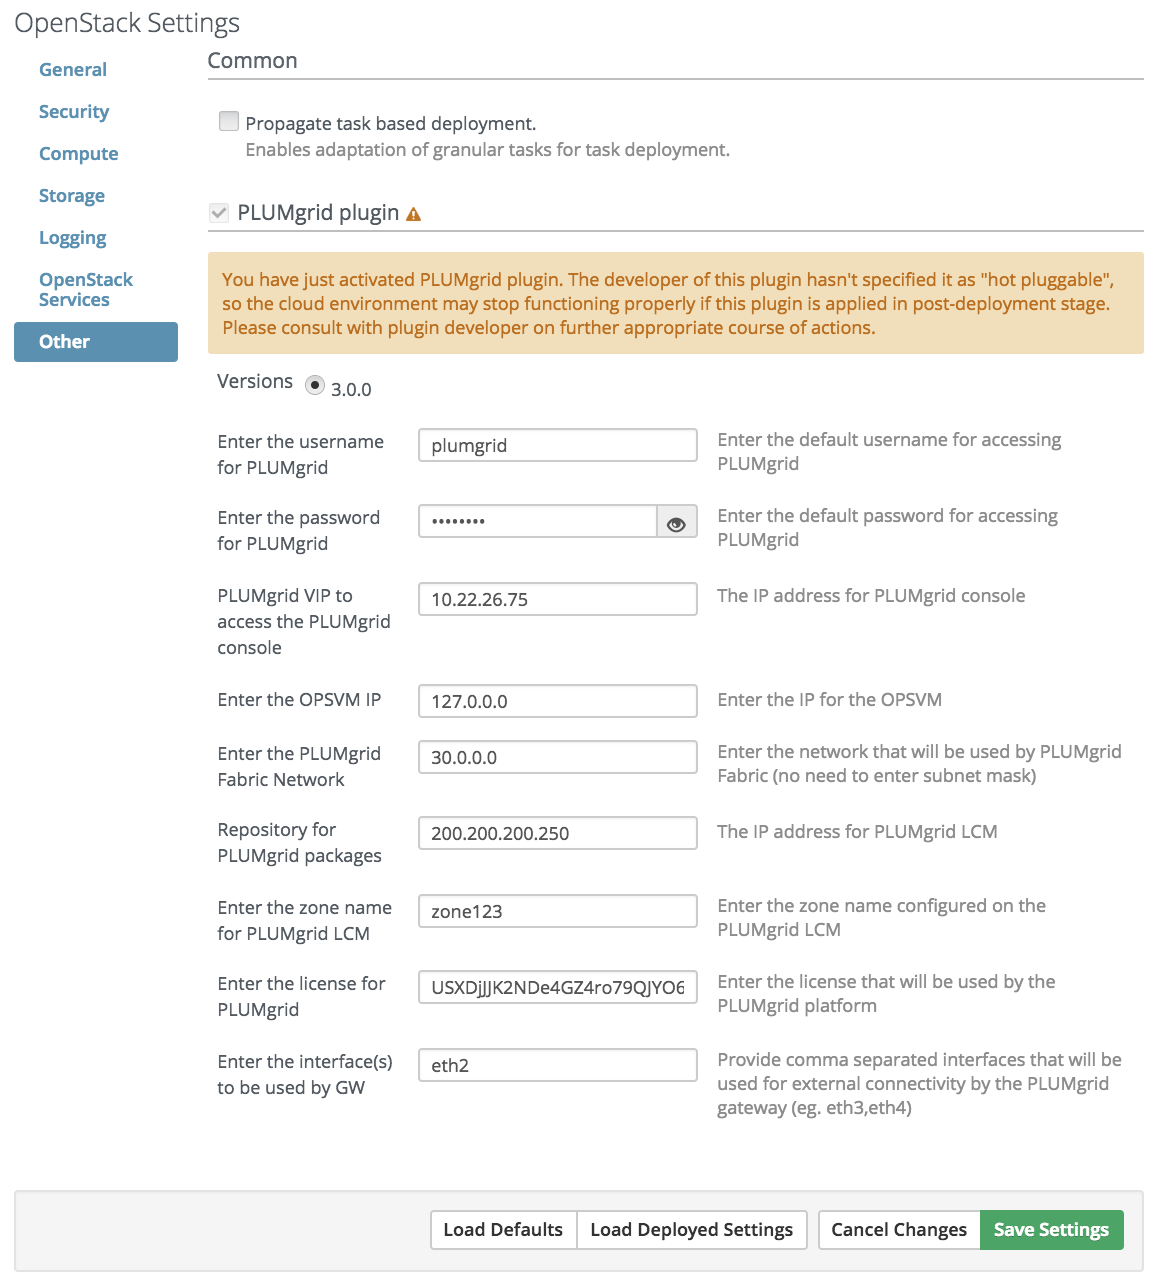 OpenStack Settings
General
Security
Compute
Storage
Logging
OpenStack
Services
Other
Common
Propagate task based deployment.
Enables adaptation of granular tasks for task deployment.
PLUMgrid plugin
You have just activated PLUMgrid plugin. The developer of this plugin hasn't specified it as "hot pluggable",
so the cloud environment may stop functioning properly if this plugin is applied in post-deployment stage.
Please consult with plugin developer on further appropriate course of actions.
Versions 3.0.0
Enter the username
for PLUMgrid
plumgrid
Enter the default username for accessing
PLUMgrid
Enter the password
for PLUMgrid
••••••••
Enter the default password for accessing
PLUMgrid
PLUMgrid VIP to
access the PLUMgrid
console
10.22.26.75
The IP address for PLUMgrid console
Enter the OPSVM IP
127.0.0.0
Enter the IP for the OPSVM
Enter the PLUMgrid
Fabric Network
30.0.0.0
Enter the network that will be used by PLUMgrid
Fabric (no need to enter subnet mask)
Repository for
PLUMgrid packages
200.200.200.250
The IP address for PLUMgrid LCM
Enter the zone name
for PLUMgrid LCM
zone123
Enter the zone name configured on the
PLUMgrid LCM
Enter the license for
PLUMgrid
USXDjJJK2NDe4GZ4ro79QJYO6
Enter the license that will be used by the
PLUMgrid platform
Enter the interface(s)
to be used by GW
eth2
Provide comma separated interfaces that will be
used for external connectivity by the PLUMgrid
gateway (eg. eth3,eth4)
Load Defaults
Load Deployed Settings
Cancel Changes
Save Settings